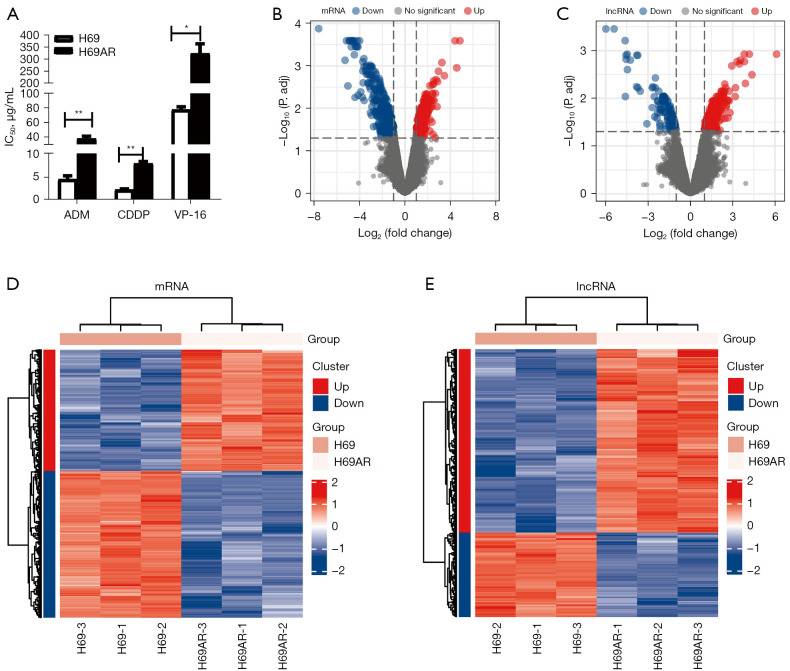 A
IC50, μg/mL
H69
H69AR
400
350
300
250
200
100
80
60
40
10
5
0
**
**
*
ADM
CDDP
VP-16
B
mRNA Down No significant Up
−Log10 (P. adj)
4
3
2
1
0
−8 −4 0 4 8
Log2 (fold change)
C
lncRNA Down No significant Up
−Log10 (P. adj)
3
2
1
0
−6 −3 0 3 6
Log2 (fold change)
D
mRNA
Group
Cluster
Up
Down
Group
H69
H69AR
2
1
0
−1
−2
H69-3
H69-1
H69-2
H69AR-3
H69AR-1
H69AR-2
E
lncRNA
Group
Cluster
Up
Down
Group
H69
H69AR
2
1
0
−1
−2
H69-2
H69-1
H69-3
H69AR-1
H69AR-2
H69AR-3